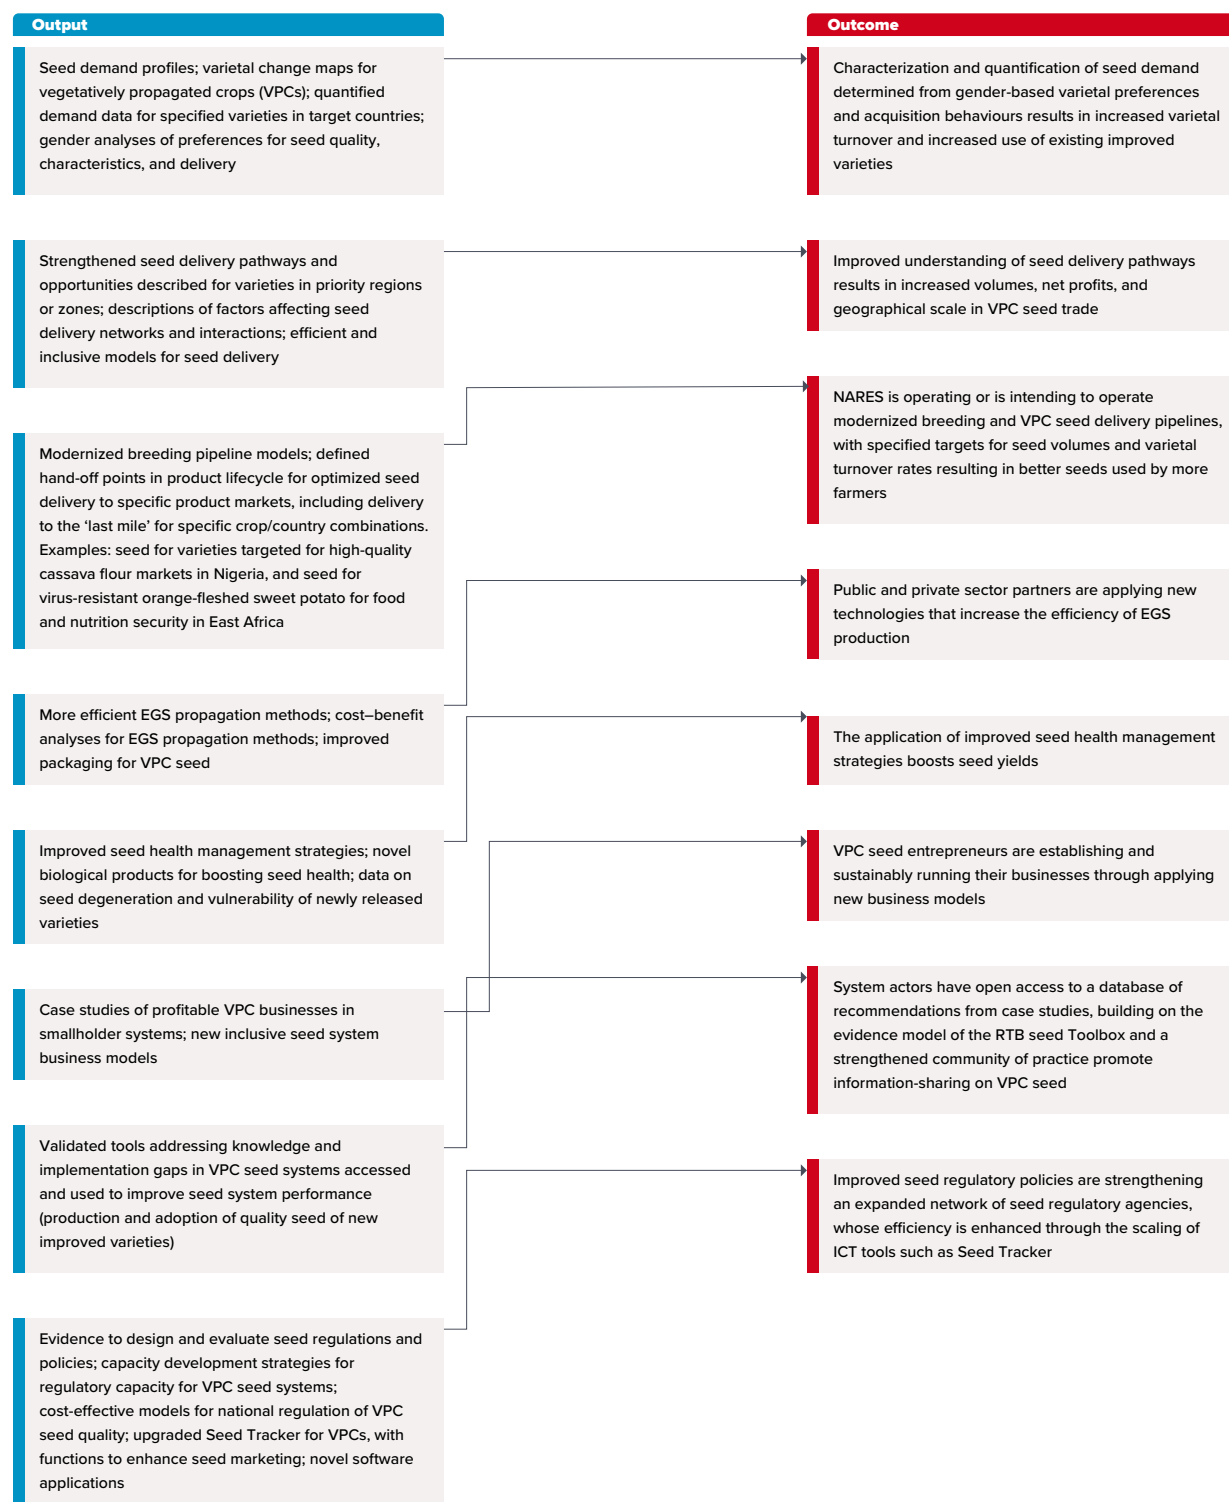 Output
Seed demand profiles; varietal change maps for
vegetatively propagated crops (VPCs); quantified
demand data for specified varieties in target countries;
gender analyses of preferences for seed quality,
characteristics, and delivery
Strengthened seed delivery pathways and
opportunities described for varieties in priority regions
or zones; descriptions of factors affecting seed
delivery networks and interactions; efficient and
inclusive models for seed delivery
Modernized breeding pipeline models; defined
hand-off points in product lifecycle for optimized seed
delivery to specific product markets, including delivery
to the ‘last mile’ for specific crop/country combinations.
Examples: seed for varieties targeted for high-quality
cassava flour markets in Nigeria, and seed for
virus-resistant orange-fleshed sweet potato for food
and nutrition security in East Africa
More efficient EGS propagation methods; cost–benefit
analyses for EGS propagation methods; improved
packaging for VPC seed
Improved seed health management strategies; novel
biological products for boosting seed health; data on
seed degeneration and vulnerability of newly released
varieties
Case studies of profitable VPC businesses in
smallholder systems; new inclusive seed system
business models
Validated tools addressing knowledge and
implementation gaps in VPC seed systems accessed
and used to improve seed system performance
(production and adoption of quality seed of new
improved varieties)
Evidence to design and evaluate seed regulations and
policies; capacity development strategies for
regulatory capacity for VPC seed systems;
cost-effective models for national regulation of VPC
seed quality; upgraded Seed Tracker for VPCs, with
functions to enhance seed marketing; novel software
applications
Outcome
Characterization and quantification of seed demand
determined from gender-based varietal preferences
and acquisition behaviours results in increased varietal
turnover and increased use of existing improved
varieties
Improved understanding of seed delivery pathways
results in increased volumes, net profits, and
geographical scale in VPC seed trade
NARES is operating or is intending to operate
modernized breeding and VPC seed delivery pipelines,
with specified targets for seed volumes and varietal
turnover rates resulting in better seeds used by more
farmers
Public and private sector partners are applying new
technologies that increase the efficiency of EGS
production
The application of improved seed health management
strategies boosts seed yields
VPC seed entrepreneurs are establishing and
sustainably running their businesses through applying
new business models
System actors have open access to a database of
recommendations from case studies, building on the
evidence model of the RTB seed Toolbox and a
strengthened community of practice promote
information-sharing on VPC seed
Improved seed regulatory policies are strengthening
an expanded network of seed regulatory agencies,
whose efficiency is enhanced through the scaling of
ICT tools such as Seed Tracker